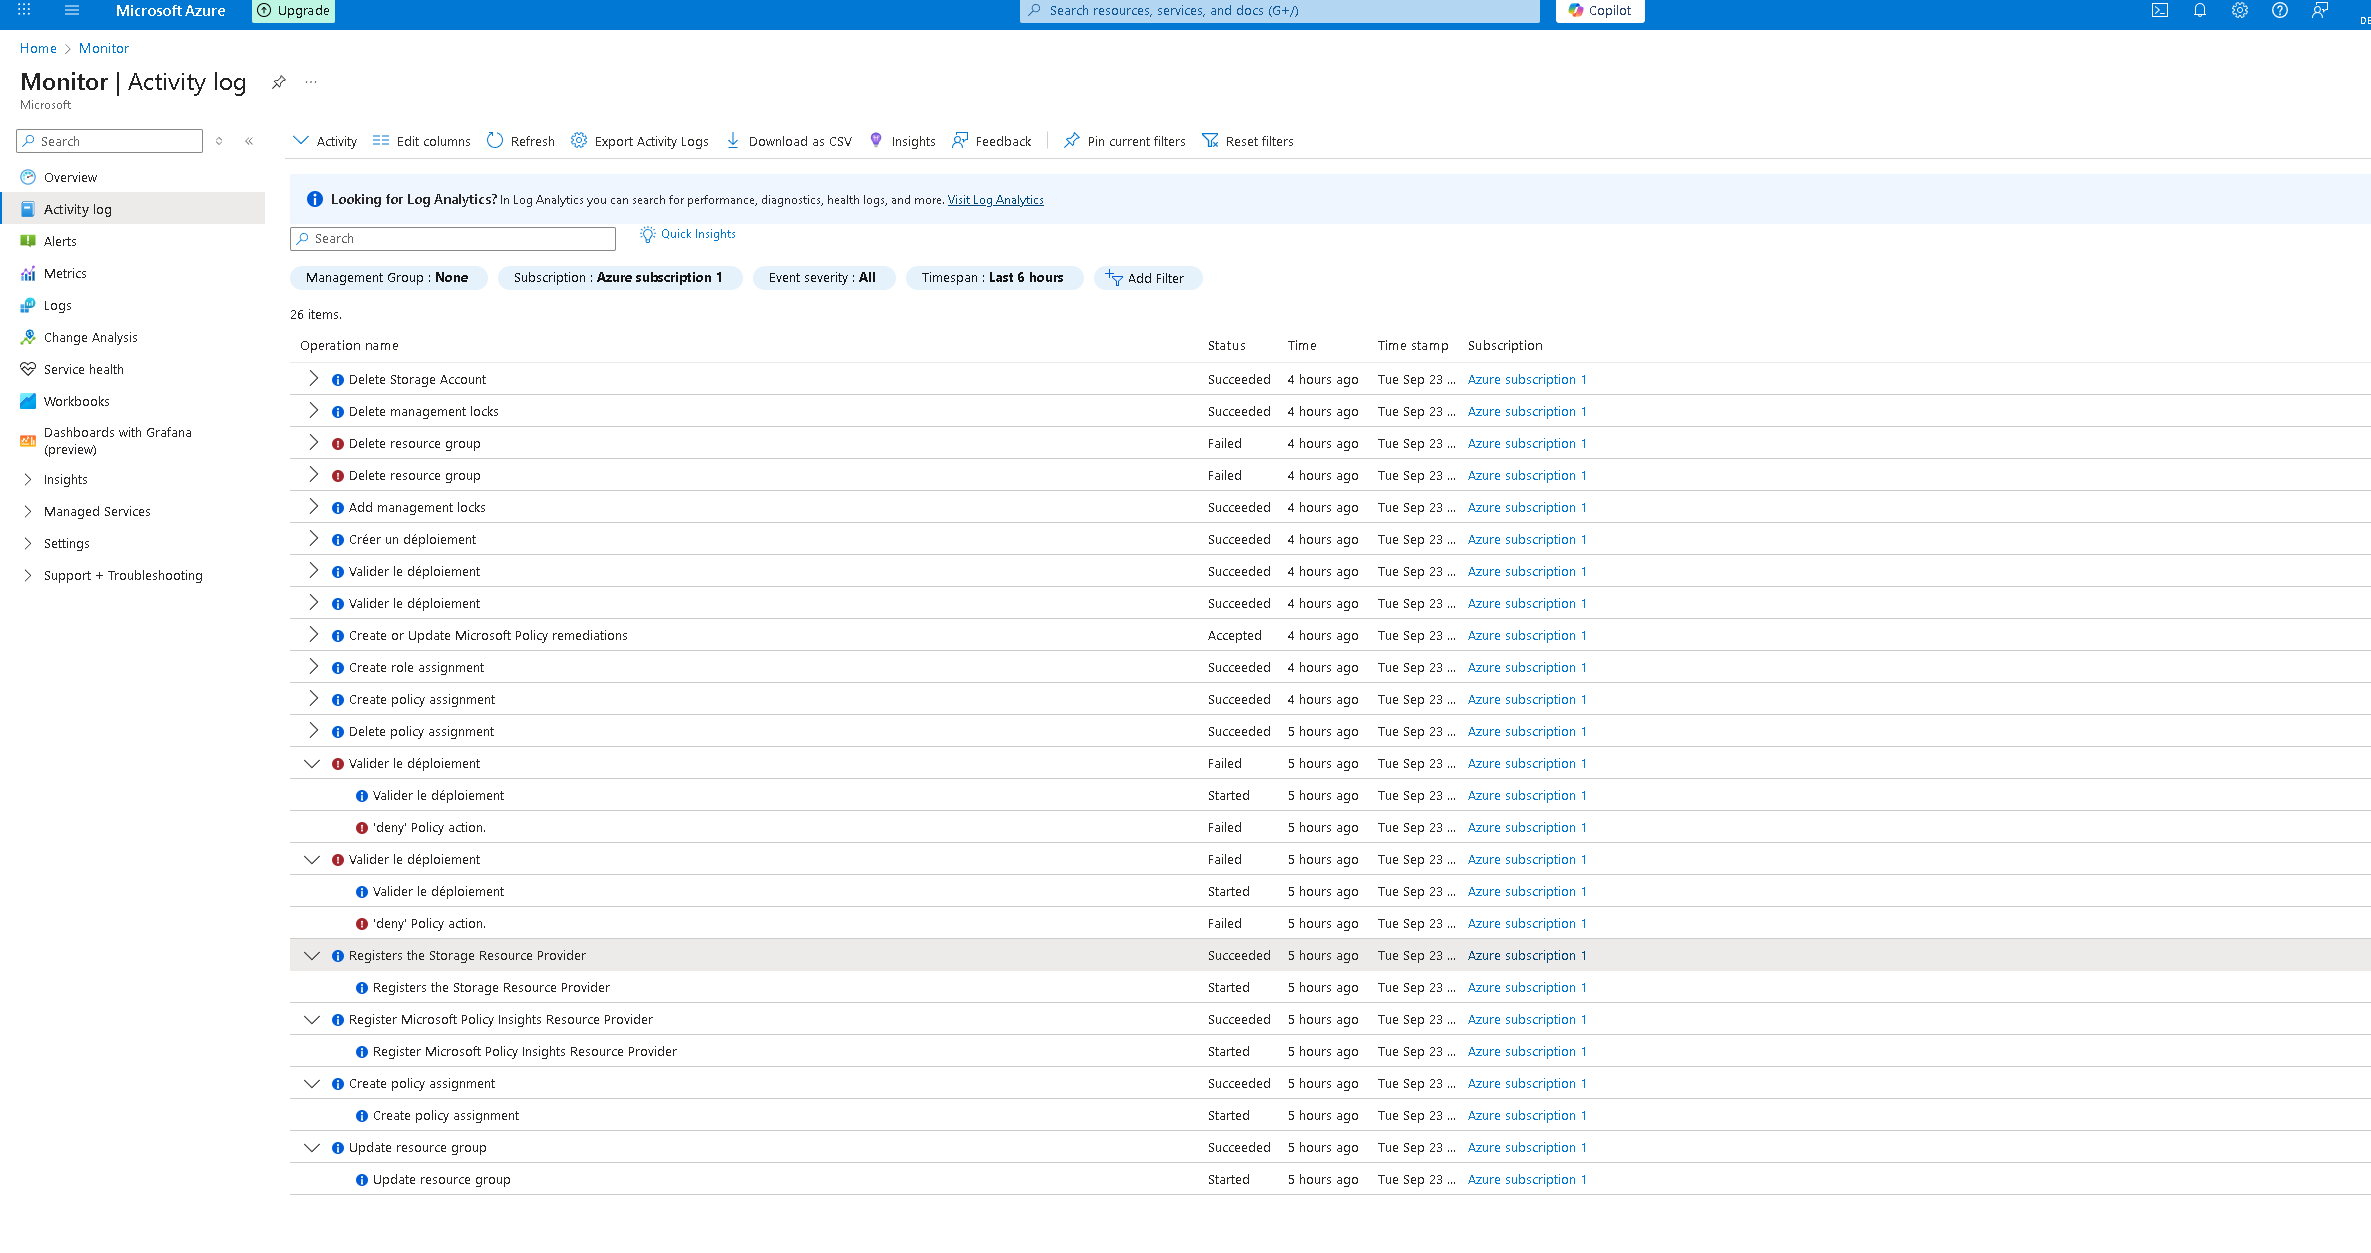 Microsoft Azure
Upgrade
Search resources, services, and docs (G+/)
Copilot
Home > Monitor
Monitor | Activity log
Microsoft
Search
Activity
Edit columns
Refresh
Export Activity Logs
Download as CSV
Insights
Feedback
Pin current filters
Reset filters
Overview
Activity log
Alerts
Metrics
Logs
Change Analysis
Service health
Workbooks
Dashboards with Grafana
(preview)
Insights
Managed Services
Settings
Support + Troubleshooting
Looking for Log Analytics? In Log Analytics you can search for performance, diagnostics, health logs, and more. Visit Log Analytics
Search
Quick Insights
Management Group : None
Subscription : Azure subscription 1
Event severity : All
Timespan : Last 6 hours
Add Filter
26 items.
Operation name Status Time Time stamp Subscription
Delete Storage Account Succeeded 4 hours ago Tue Sep 23 ... Azure subscription 1
Delete management locks Succeeded 4 hours ago Tue Sep 23 ... Azure subscription 1
Delete resource group Failed 4 hours ago Tue Sep 23 ... Azure subscription 1
Delete resource group Failed 4 hours ago Tue Sep 23 ... Azure subscription 1
Add management locks Succeeded 4 hours ago Tue Sep 23 ... Azure subscription 1
Créer un déploiement Succeeded 4 hours ago Tue Sep 23 ... Azure subscription 1
Valider le déploiement Succeeded 4 hours ago Tue Sep 23 ... Azure subscription 1
Valider le déploiement Succeeded 4 hours ago Tue Sep 23 ... Azure subscription 1
Create or Update Microsoft Policy remediations Accepted 4 hours ago Tue Sep 23 ... Azure subscription 1
Create role assignment Succeeded 4 hours ago Tue Sep 23 ... Azure subscription 1
Create policy assignment Succeeded 4 hours ago Tue Sep 23 ... Azure subscription 1
Delete policy assignment Succeeded 5 hours ago Tue Sep 23 ... Azure subscription 1
Valider le déploiement Failed 5 hours ago Tue Sep 23 ... Azure subscription 1
Valider le déploiement Started 5 hours ago Tue Sep 23 ... Azure subscription 1
'deny' Policy action. Failed 5 hours ago Tue Sep 23 ... Azure subscription 1
Valider le déploiement Failed 5 hours ago Tue Sep 23 ... Azure subscription 1
Valider le déploiement Started 5 hours ago Tue Sep 23 ... Azure subscription 1
'deny' Policy action. Failed 5 hours ago Tue Sep 23 ... Azure subscription 1
Registers the Storage Resource Provider Succeeded 5 hours ago Tue Sep 23 ... Azure subscription 1
Registers the Storage Resource Provider Started 5 hours ago Tue Sep 23 ... Azure subscription 1
Register Microsoft Policy Insights Resource Provider Succeeded 5 hours ago Tue Sep 23 ... Azure subscription 1
Register Microsoft Policy Insights Resource Provider Started 5 hours ago Tue Sep 23 ... Azure subscription 1
Create policy assignment Succeeded 5 hours ago Tue Sep 23 ... Azure subscription 1
Create policy assignment Started 5 hours ago Tue Sep 23 ... Azure subscription 1
Update resource group Succeeded 5 hours ago Tue Sep 23 ... Azure subscription 1
Update resource group Started 5 hours ago Tue Sep 23 ... Azure subscription 1